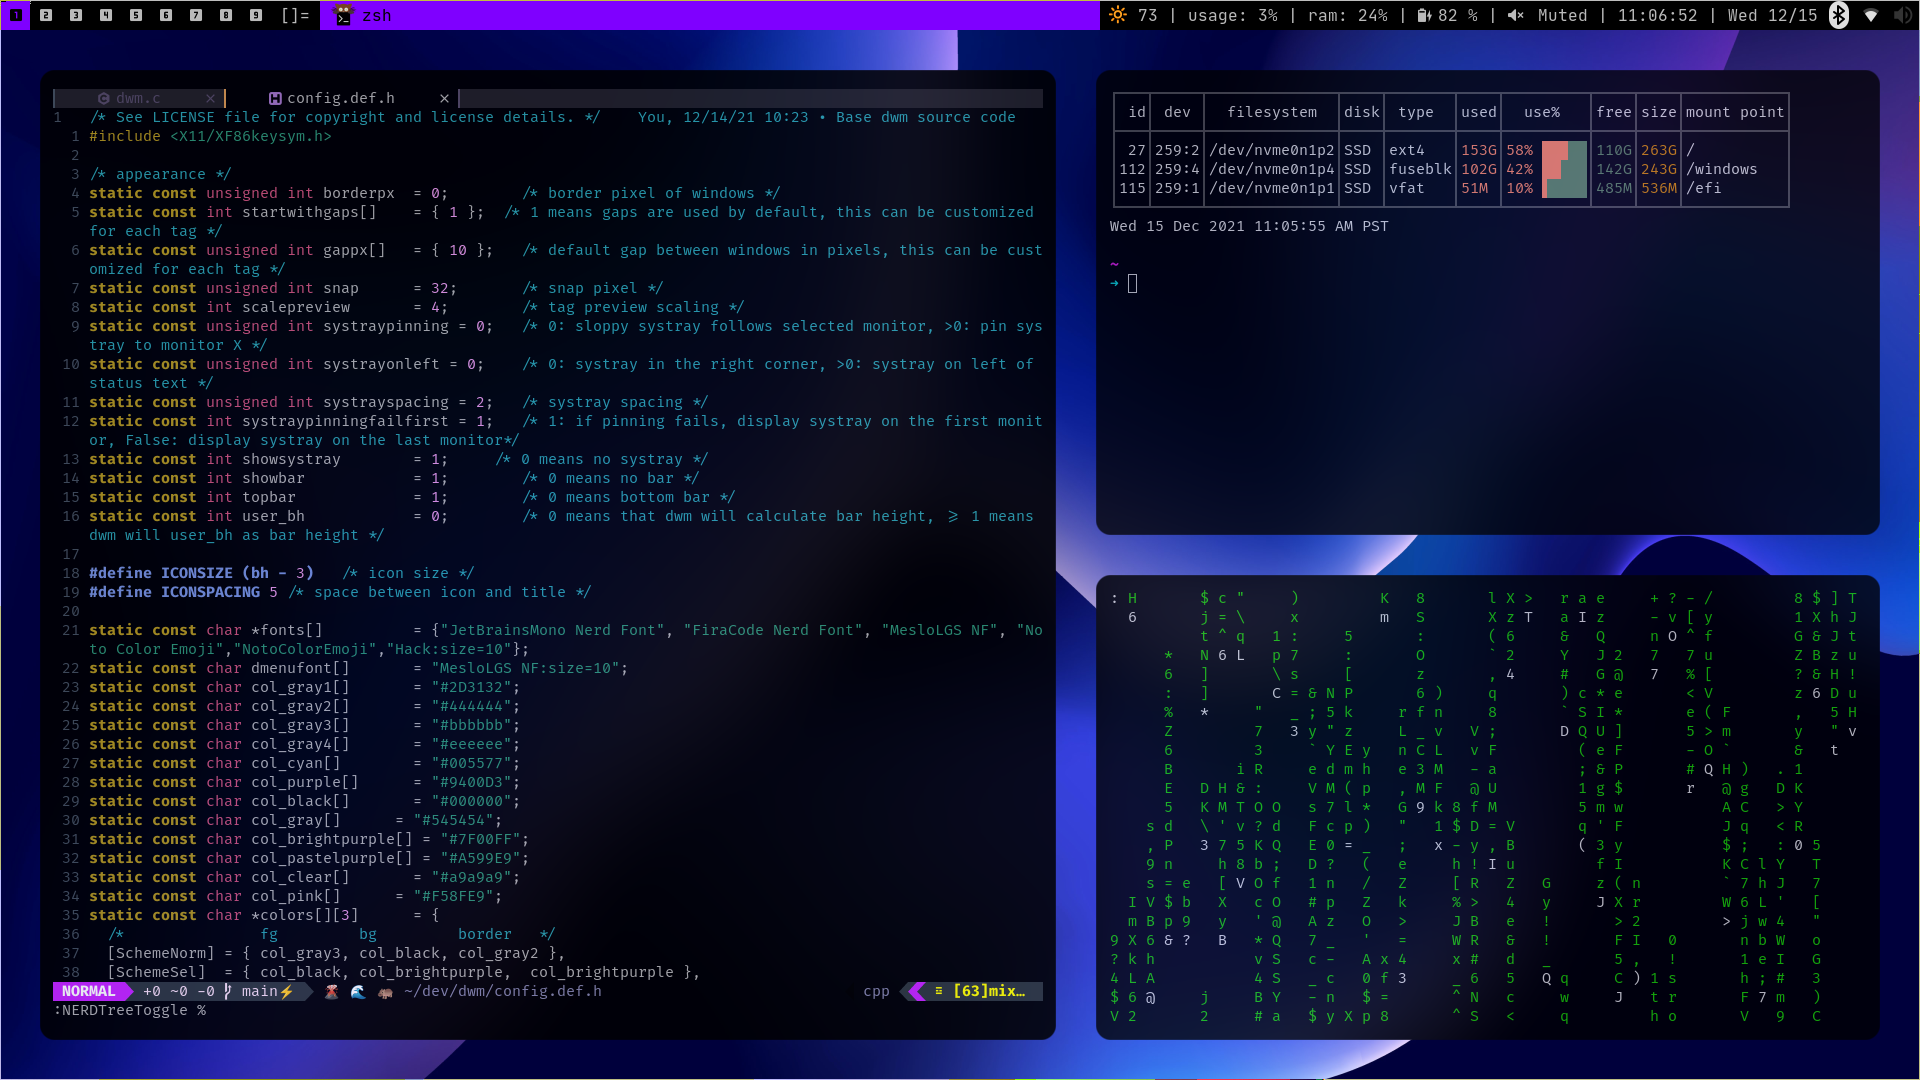 1 2 3 4 5 6 7 8 9 []= zsh 73 | usage: 3% | ram: 24% | 82 % | Muted | 11:06:52 | Wed 12/15
dwm.c × config.def.h ×
1 /* See LICENSE file for copyright and license details. */ You, 12/14/21 10:23 • Base dwm source code
1 #include <X11/XF86keysym.h>
2
3 /* appearance */
4 static const unsigned int borderpx = 0; /* border pixel of windows */
5 static const int startwithgaps[] = { 1 }; /* 1 means gaps are used by default, this can be customized
for each tag */
6 static const unsigned int gappx[] = { 10 }; /* default gap between windows in pixels, this can be cust
omized for each tag */
7 static const unsigned int snap = 32; /* snap pixel */
8 static const unsigned int scalepreview = 4; /* tag preview scaling */
9 static const unsigned int systraypinning = 0; /* 0: sloppy systray follows selected monitor, >0: pin sys
tray to monitor X */
10 static const unsigned int systrayonleft = 0; /* 0: systray in the right corner, >0: systray on left of
status text */
11 static const unsigned int systrayspacing = 2; /* systray spacing */
12 static const int systraypinningfailfirst = 1; /* 1: if pinning fails, display systray on the first monit
or, False: display systray on the last monitor*/
13 static const int showsystray = 1; /* 0 means no systray */
14 static const int showbar = 1; /* 0 means no bar */
15 static const int topbar = 1; /* 0 means bottom bar */
16 static const int user_bh = 0; /* 0 means that dwm will calculate bar height, ⩾ 1 means
dwm will user_bh as bar height */
17
18 #define ICONSIZE (bh - 3) /* icon size */
19 #define ICONSPACING 5 /* space between icon and title */
20
21 static const char *fonts[] = {"JetBrainsMono Nerd Font", "FiraCode Nerd Font", "MesloLGS NF", "No
to Color Emoji","NotoColorEmoji","Hack:size=10"};
22 static const char dmenufont[] = "MesloLGS NF:size=10";
23 static const char col_gray1[] = "#2D3132";
24 static const char col_gray2[] = "#444444";
25 static const char col_gray3[] = "#bbbbbb";
26 static const char col_gray4[] = "#eeeeee";
27 static const char col_cyan[] = "#005577";
28 static const char col_purple[] = "#9400D3";
29 static const char col_black[] = "#000000";
30 static const char col_gray[] = "#545454";
31 static const char col_brightpurple[] = "#7F00FF";
32 static const char col_pastelpurple[] = "#A599E9";
33 static const char col_clear[] = "#a9a9a9";
34 static const char col_pink[] = "#F58FE9";
35 static const char *colors[][3] = {
36 /* fg bg border */
37 [SchemeNorm] = { col_gray3, col_black, col_gray2 },
38 [SchemeSel] = { col_black, col_brightpurple, col_brightpurple },
NORMAL +0 ~0 -0 main ~/dev/dwm/config.def.h cpp [63]mix…
:NERDTreeToggle %
id dev filesystem disk type used use% free size mount point
27 259:2 /dev/nvme0n1p2 SSD ext4 153G 58% 110G 263G /
112 259:4 /dev/nvme0n1p4 SSD fuseblk 102G 42% 142G 243G /windows
115 259:1 /dev/nvme0n1p1 SSD vfat 51M 10% 485M 536M /efi
Wed 15 Dec 2021 11:05:55 AM PST
~
→